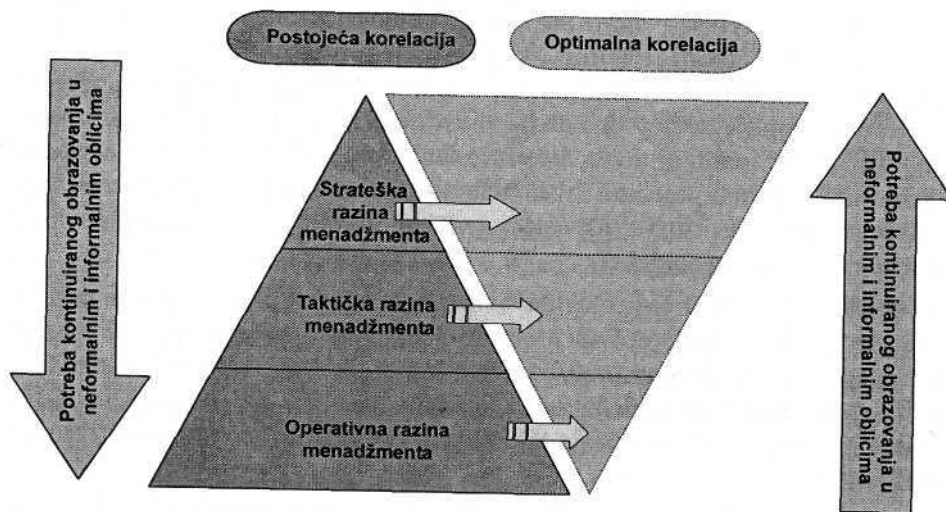 Postojeća korelacija
Optimalna korelacija
Potreba kontinuiranog obrazovanja u
neformalnim i informalnim oblicima
Strateška
razina
menadžmenta
Taktička razina
menadžmenta
Operativna razina
menadžmenta
Potreba kontinuiranog obrazovanja u
neformalnim i informalnim oblicima